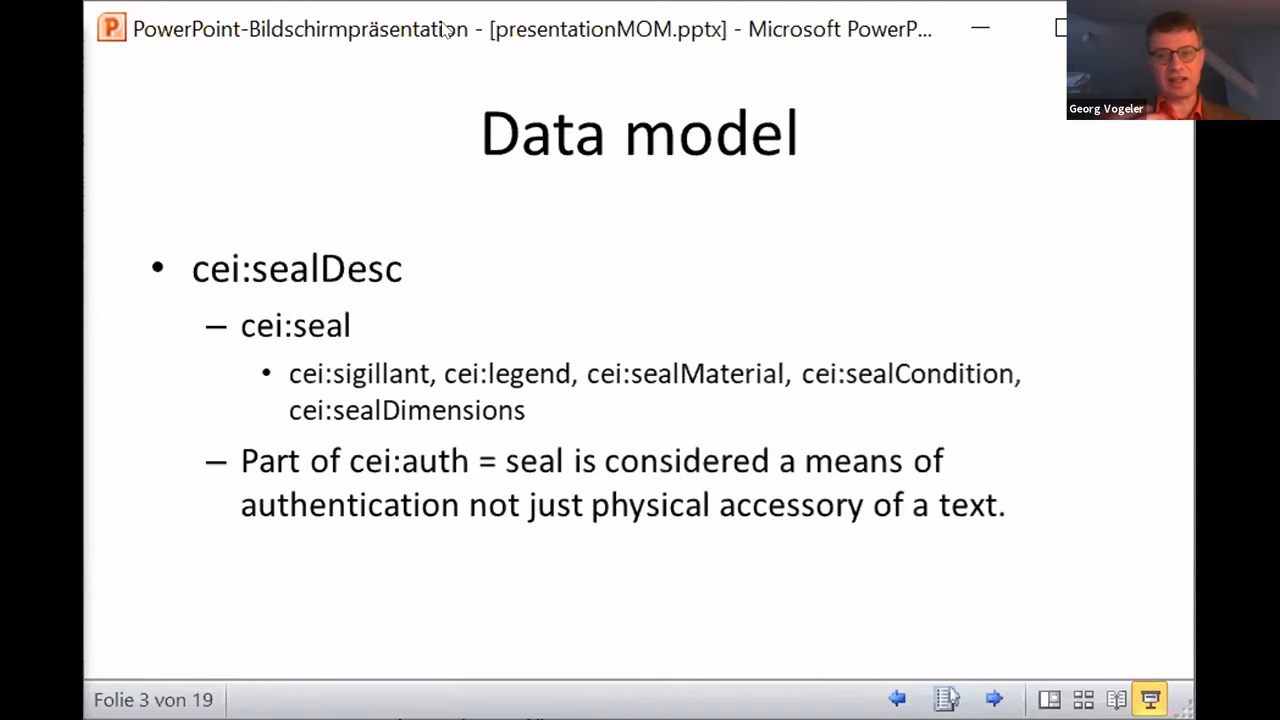 PowerPoint-Bildschirmpräsentation - [presentationMOM.pptx] - Microsoft PowerP...
Georg Vogeler
Data model
• cei:sealDesc
– cei:seal
• cei:sigillant, cei:legend, cei:sealMaterial, cei:sealCondition,
cei:sealDimensions
– Part of cei:auth = seal is considered a means of
authentication not just physical accessory of a text.
Folie 3 von 19